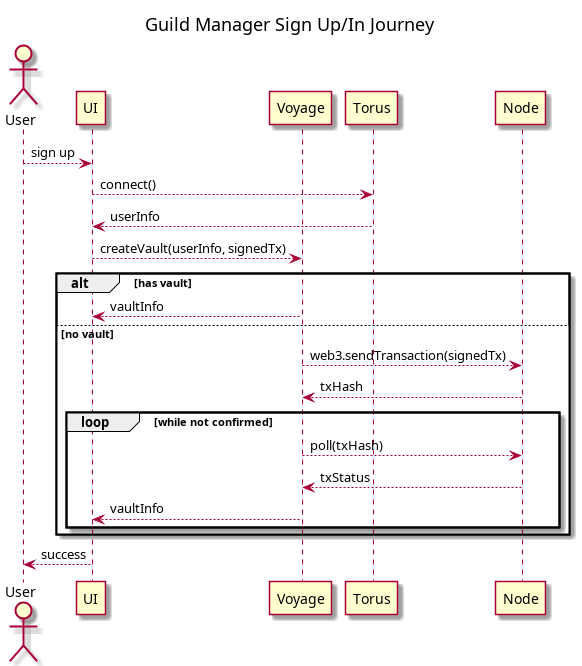 Guild Manager Sign Up/In Journey
User
UI
Voyage
Torus
Node
sign up
connect()
userInfo
createVault(userInfo, signedTx)
alt
[has vault]
vaultInfo
[no vault]
web3.sendTransaction(signedTx)
txHash
loop
[while not confirmed]
poll(txHash)
txStatus
vaultInfo
success
User
UI
Voyage
Torus
Node